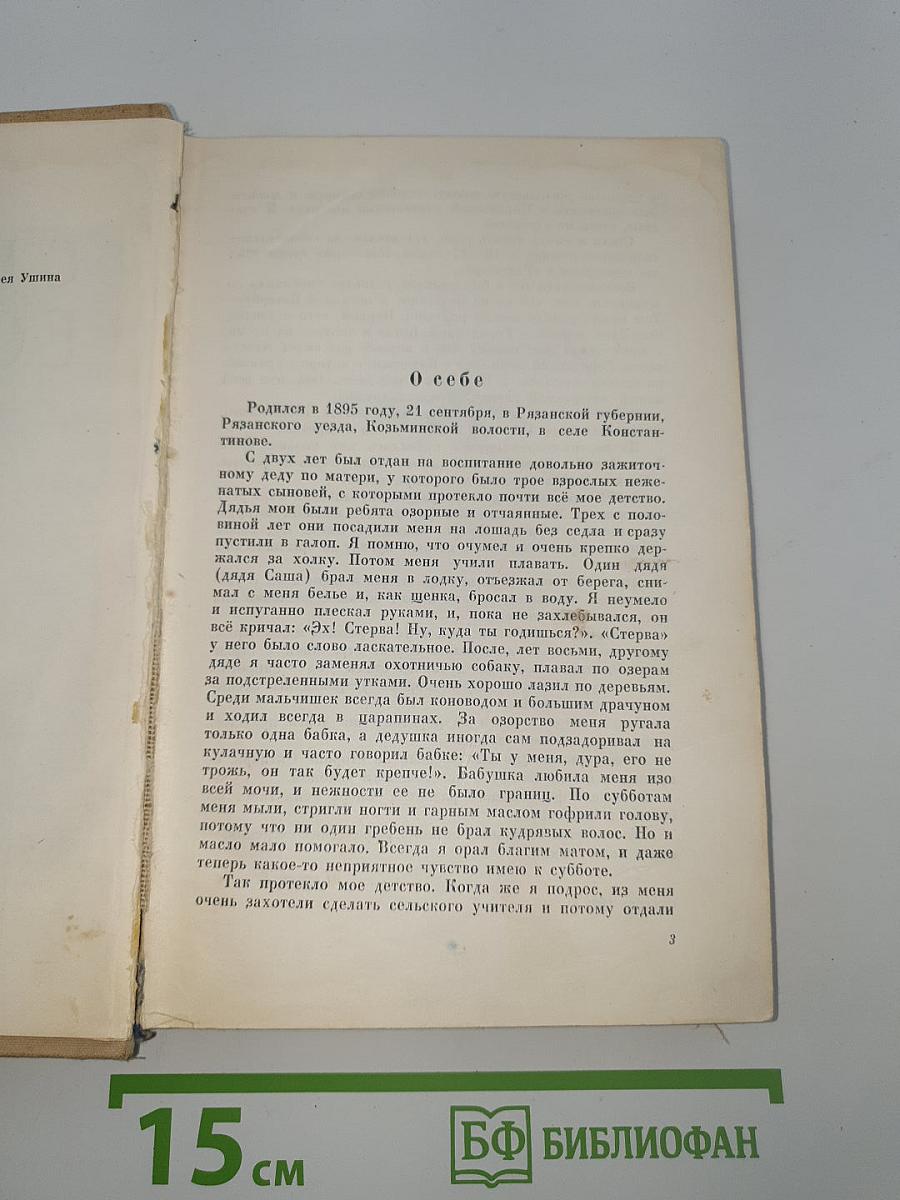 ея Ушина
О себе
Родился в 1895 году, 21 сентября, в Рязанской губернии,
Рязанского уезда, Козьминской волости, в селе Констан-
тинове.
С двух лет был отдан на воспитание довольно зажиточ-
ному деду по матери, у которого было трое взрослых неже-
натых сыновей, с которыми протекло почти всё мое детство.
Дядья мои были ребята озорные и отчаянные. Трех с поло-
виной лет они посадили меня на лошадь без седла и сразу
пустили в галоп. Я помню, что очумел и очень крепко дер-
жался за холку. Потом меня учили плавать. Один дядя
(дядя Саша) брал меня в лодку, отъезжал от берега, сни-
мал с меня белье и, как щенка, бросал в воду. Я неумело
и испуганно плескал руками, и, пока не захлебывался, он
всё кричал: «Эх! Стерва! Ну, куда ты годишься?». «Стерва»
у него было слово ласкательное. После, лет восьми, другому
дяде я часто заменял охотничью собаку, плавал по озерам
за подстреленными утками. Очень хорошо лазил по деревьям.
Среди мальчишек всегда был коноводом и большим драчуном
и ходил всегда в царапинах. За озорство меня ругала
только одна бабка, а дедушка иногда сам подзадоривал на
кулачную и часто говорил бабке: «Ты у меня, дура, его не
трожь, он так будет крепче!». Бабушка любила меня изо
всей мочи, и нежности ее не было границ. По субботам
меня мыли, стригли ногти и гарным маслом гофрили голову,
потому что ни один гребень не брал кудрявых волос. Но и
масло мало помогало. Всегда я орал благим матом, и даже
теперь какое-то неприятное чувство имею к субботе.
Так протекло мое детство. Когда же я подрос, из меня
очень захотели сделать сельского учителя и потому отдали
3
15 см
БФ БИБЛИОФАН